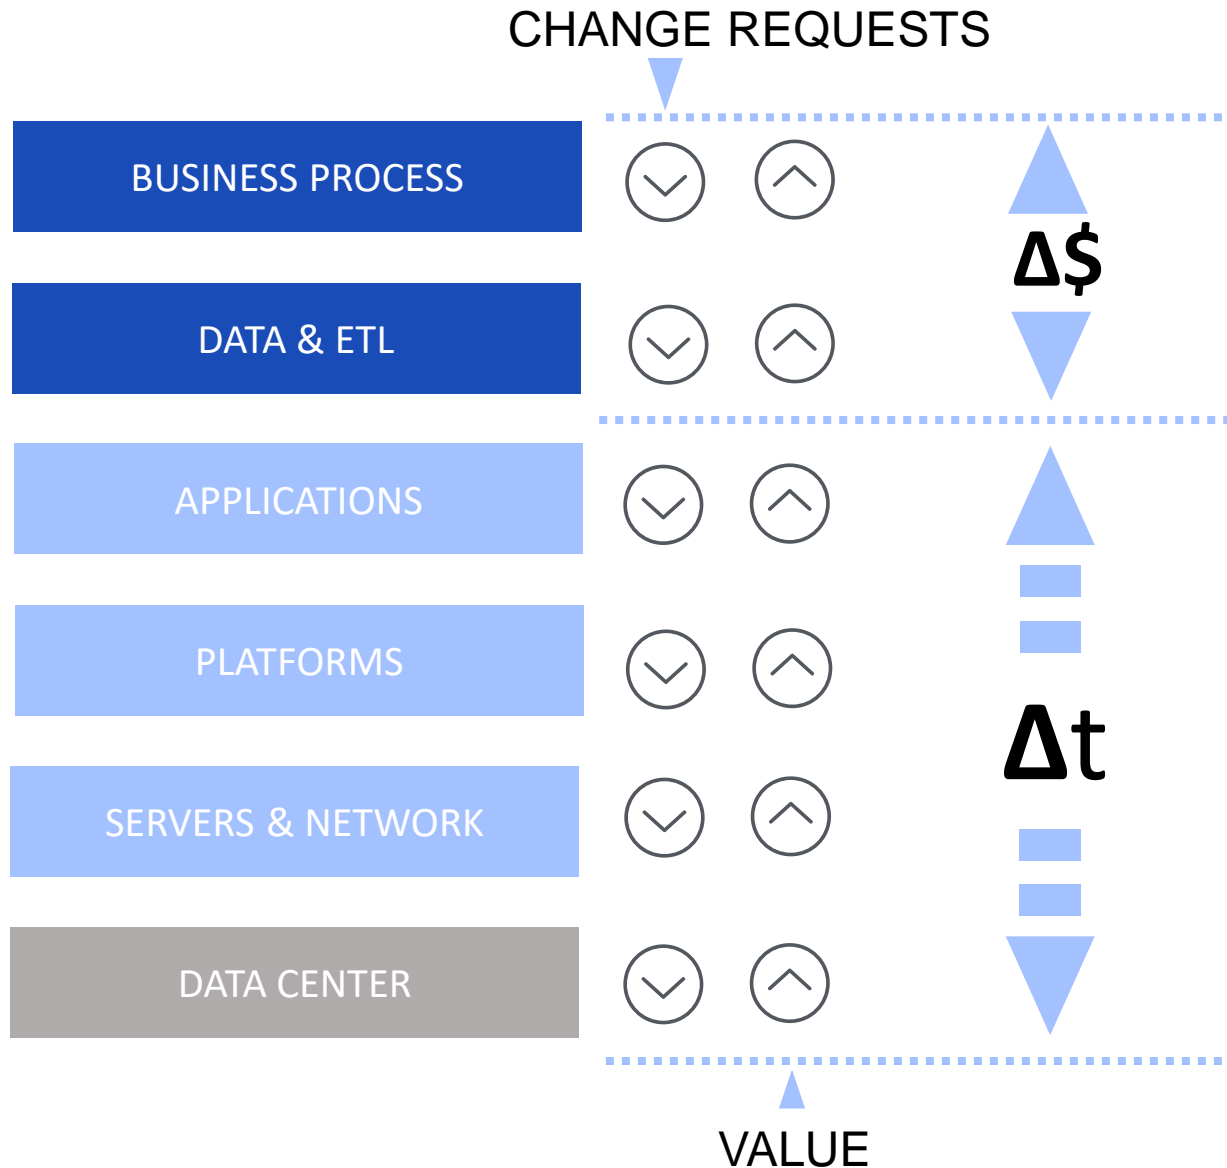 CHANGE REQUESTS
BUSINESS PROCESS
Δ$
DATA & ETL
APPLICATIONS
PLATFORMS
Δt
SERVERS & NETWORK
DATA CENTER
VALUE